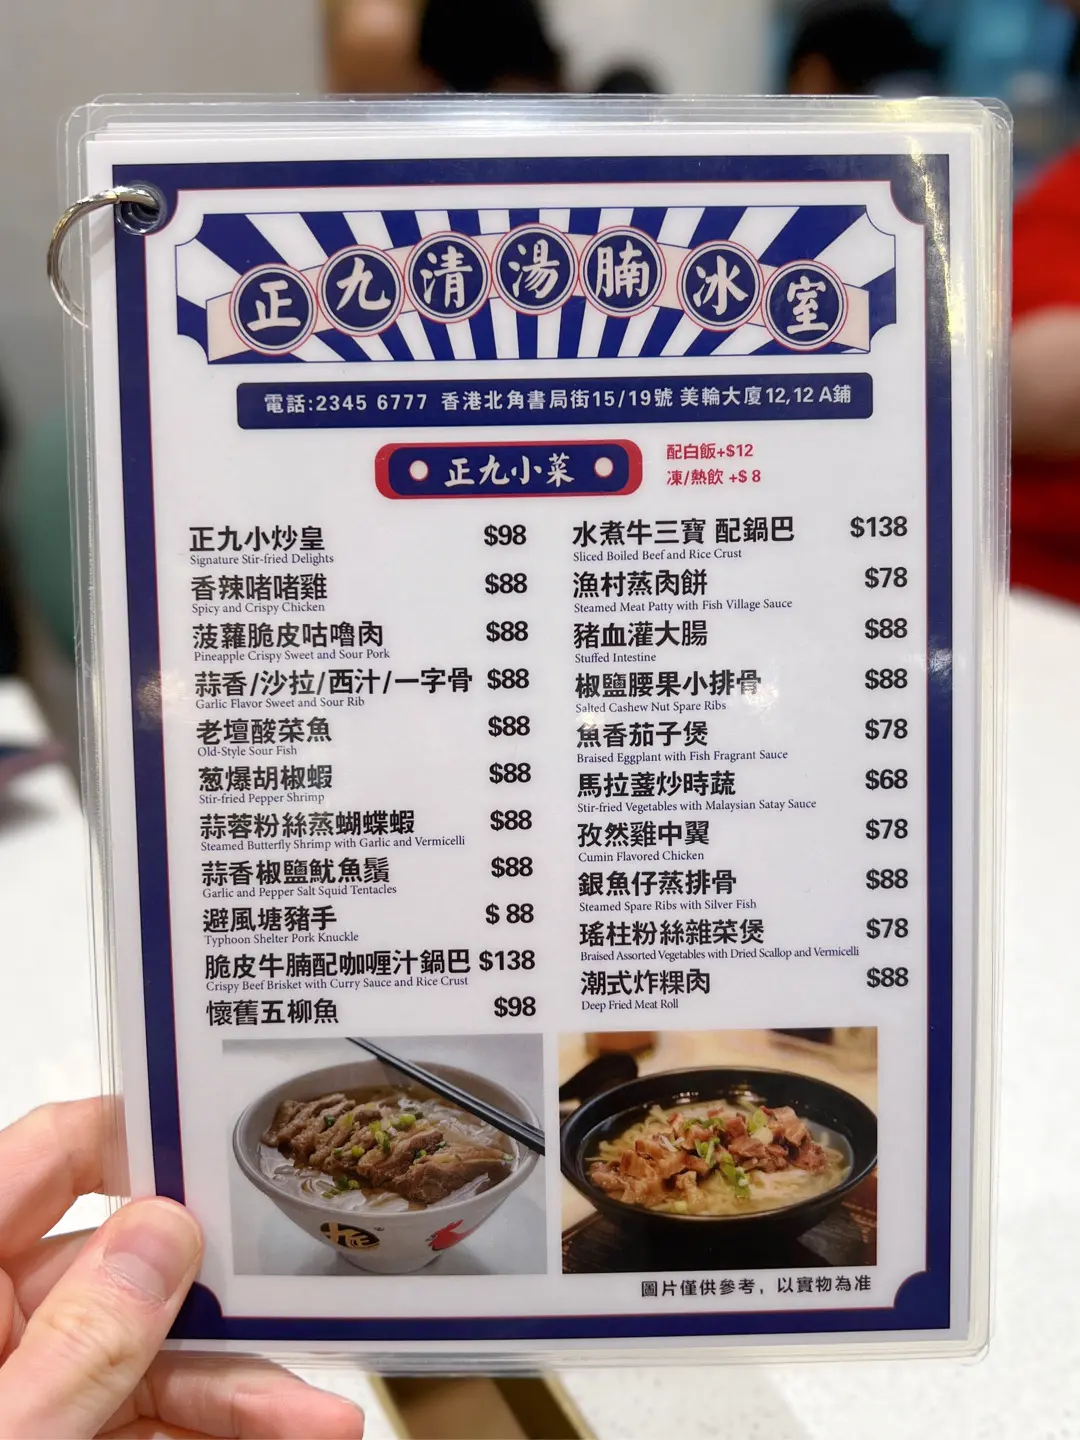 正九清湯腩冰室
電話:2345 6777 香港北角書局街15/19號 美輪大廈12,12 A鋪
正九小菜
配白飯+$12
凍/熱飲 +$ 8
正九小炒皇 $98
Signature Stir-fried Delights
香辣啫啫雞 $88
Spicy and Crispy Chicken
菠蘿脆皮咕嚕肉 $88
Pineapple Crispy Sweet and Sour Pork
蒜香/沙拉/西汁/一字骨 $88
Garlic Flavor Sweet and Sour Rib
老壇酸菜魚 $88
Old-Style Sour Fish
葱爆胡椒蝦 $88
Stir-fried Pepper Shrimp
蒜蓉粉絲蒸蝴蝶蝦 $88
Steamed Butterfly Shrimp with Garlic and Vermicelli
蒜香椒鹽魷魚鬚 $88
Garlic and Pepper Salt Squid Tentacles
避風塘豬手 $ 88
Typhoon Shelter Pork Knuckle
脆皮牛腩配咖喱汁鍋巴 $138
Crispy Beef Brisket with Curry Sauce and Rice Crust
懷舊五柳魚 $98
水煮牛三寶 配鍋巴 $138
Sliced Boiled Beef and Rice Crust
漁村蒸肉餅 $78
Steamed Meat Patty with Fish Village Sauce
豬血灌大腸 $88
Stuffed Intestine
椒鹽腰果小排骨 $88
Salted Cashew Nut Spare Ribs
魚香茄子煲 $78
Braised Eggplant with Fish Fragrant Sauce
馬拉盞炒時蔬 $68
Stir-fried Vegetables with Malaysian Satay Sauce
孜然雞中翼 $78
Cumin Flavored Chicken
銀魚仔蒸排骨 $88
Steamed Spare Ribs with Silver Fish
瑤柱粉絲雜菜煲 $78
Braised Assorted Vegetables with Dried Scallop and Vermicelli
潮式炸粿肉 $88
Deep Fried Meat Roll
圖片僅供參考，以實物為准